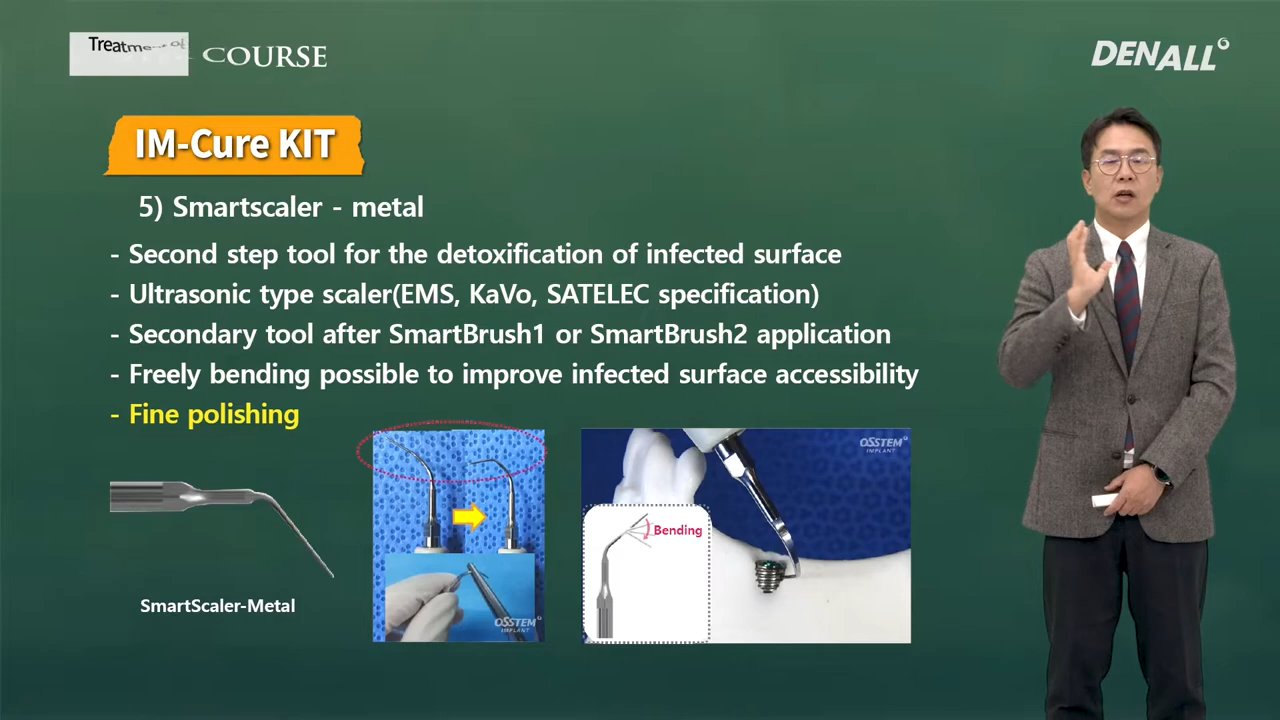 Treatment of
COURSE
DENALL
IM-Cure KIT
5) Smartscaler - metal
- Second step tool for the detoxification of infected surface
- Ultrasonic type scaler(EMS, KaVo, SATELEC specification)
- Secondary tool after SmartBrush1 or SmartBrush2 application
- Freely bending possible to improve infected surface accessibility
- Fine polishing
OSSTEM
IMPLANT
Bending
SmartScaler-Metal
OSSTEM
IMPLANT